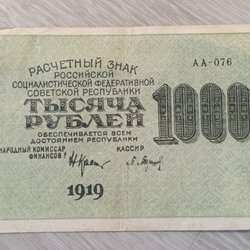 РАСЧЕТНЫЙ ЗНАК
АА-076
РОССИЙСКОЙ
СОЦИАЛИСТИЧЕСКОЙ ФЕДЕРАТИВНОЙ
СОВЕТСКОЙ РЕСПУБЛИКИ
ТЫСЯЧА
РУБЛЕЙ
1000
ОБЕСПЕЧИВАЕТСЯ ВСЕМ
ДОСТОЯНИЕМ РЕСПУБЛИКИ
НАРОДНЫЙ КОМИССАР
ФИНАНСОВ
КАССИР
1919